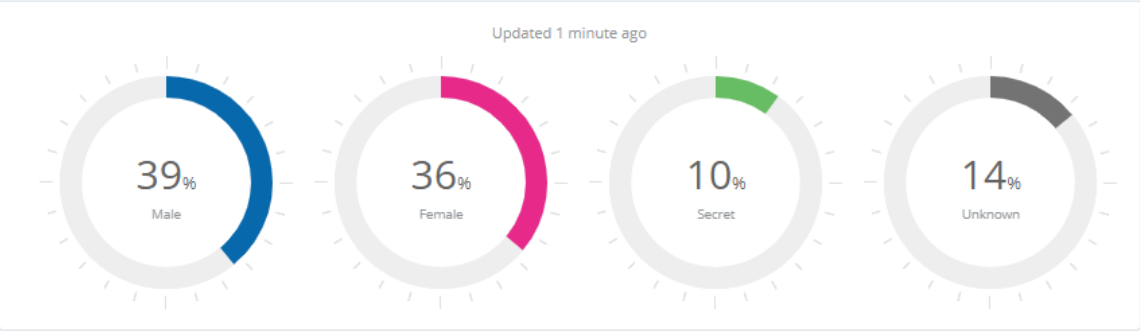 Updated 1 minute ago
39%
Male
36%
Female
10%
Secret
14%
Unknown